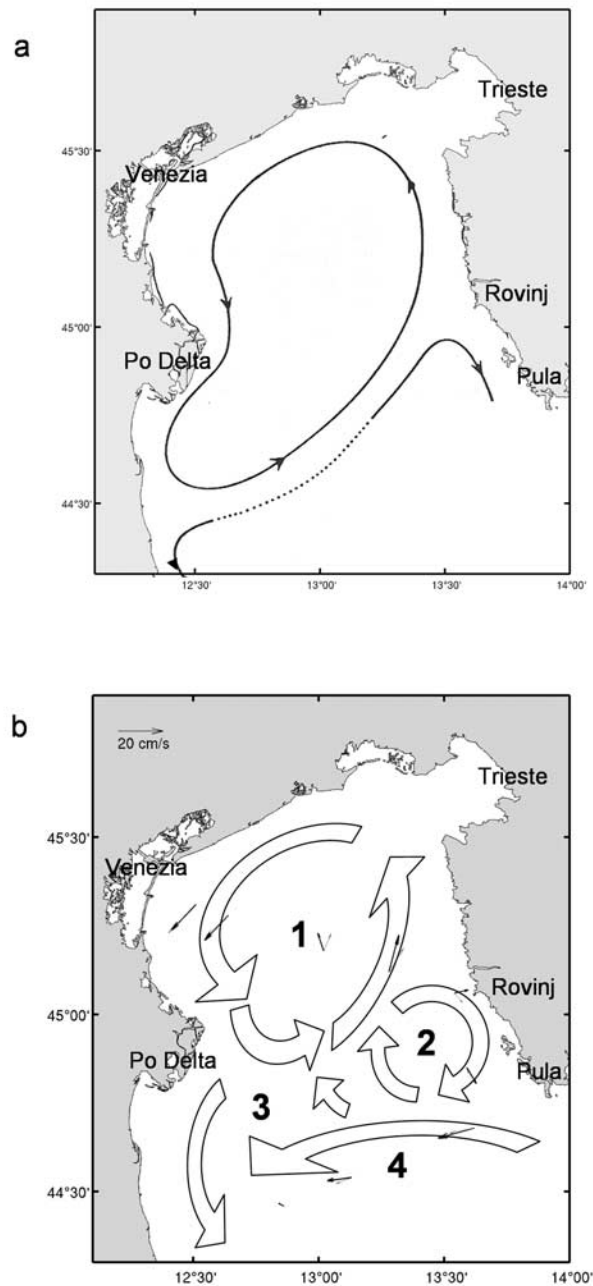 a
Trieste
45°30'
Venezia
Rovinj
45°00'
Po Delta
Pula
44°30'
12°30' 13°00' 13°30' 14°00'
b
20 cm/s
Trieste
45°30'
Venezia
1
Rovinj
45°00'
2
Po Delta
Pula
3
4
44°30'
12°30' 13°00' 13°30' 14°00'